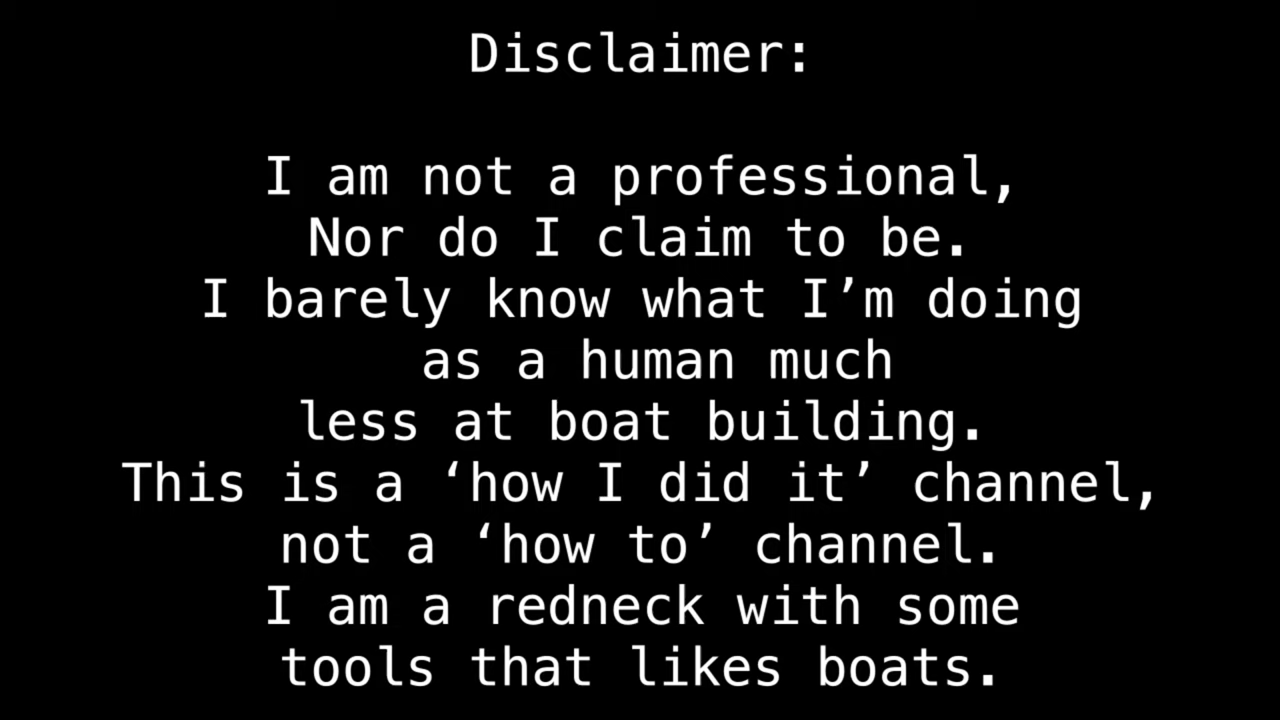 Disclaimer:
I am not a professional,
Nor do I claim to be.
I barely know what I’m doing
as a human much
less at boat building.
This is a ‘how I did it’ channel,
not a ‘how to’ channel.
I am a redneck with some
tools that likes boats.